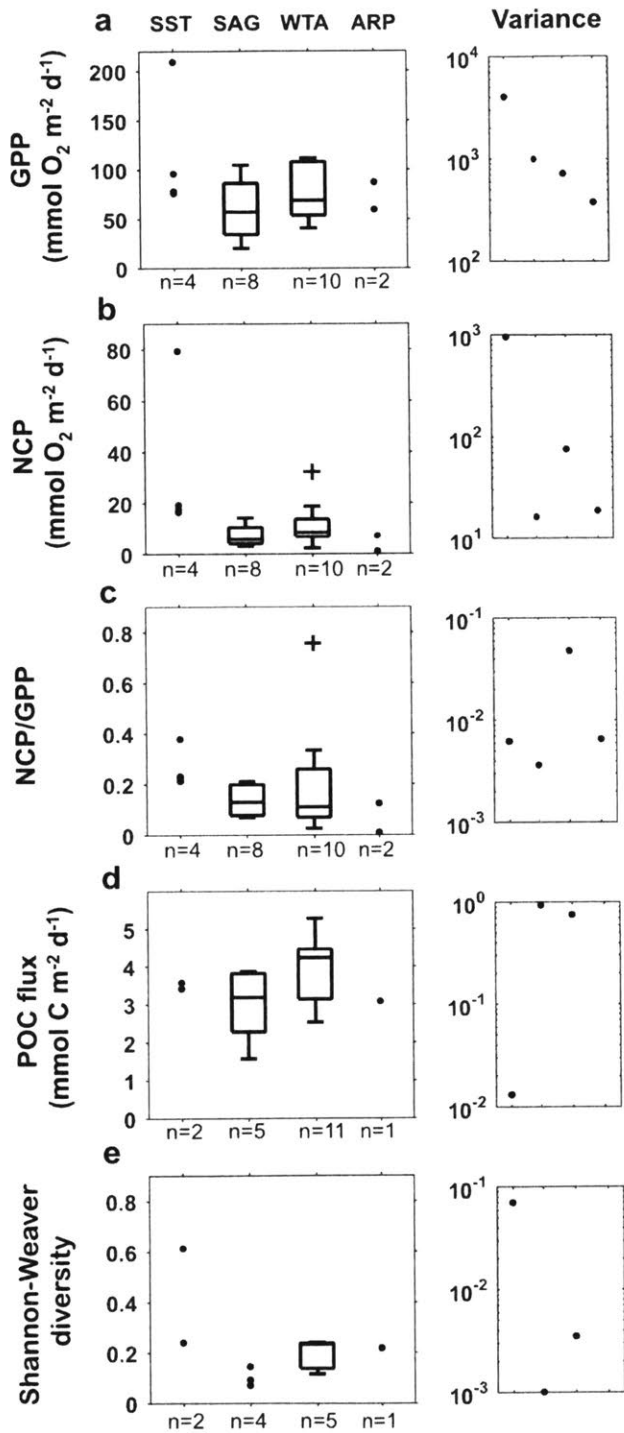 a SST SAG WTA ARP Variance
GPP
(mmol O2 m-2 d-1)
200
150
100
50
0
n=4 n=8 n=10 n=2
10^4
10^3
10^2
b
NCP
(mmol O2 m-2 d-1)
80
60
40
20
0
n=4 n=8 n=10 n=2
10^3
10^2
10^1
c
NCP/GPP
0.8
0.6
0.4
0.2
0
n=4 n=8 n=10 n=2
10^-1
10^-2
10^-3
d
POC flux
(mmol C m-2 d-1)
5
4
3
2
1
0
n=2 n=5 n=11 n=1
10^0
10^-1
10^-2
e
Shannon-Weaver
diversity
0.8
0.6
0.4
0.2
0
n=2 n=4 n=5 n=1
10^-1
10^-2
10^-3